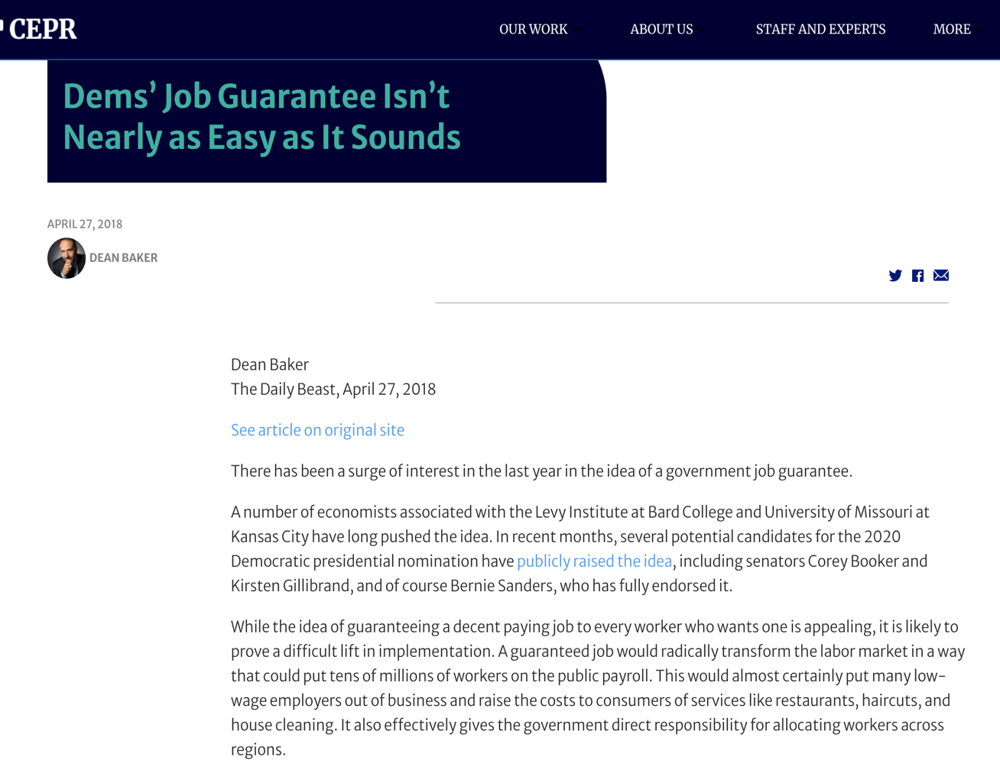 CEPR
OUR WORK
ABOUT US
STAFF AND EXPERTS
MORE
Dems’ Job Guarantee Isn’t
Nearly as Easy as It Sounds
APRIL 27, 2018
DEAN BAKER
Dean Baker
The Daily Beast, April 27, 2018
See article on original site
There has been a surge of interest in the last year in the idea of a government job guarantee.
A number of economists associated with the Levy Institute at Bard College and University of Missouri at
Kansas City have long pushed the idea. In recent months, several potential candidates for the 2020
Democratic presidential nomination have publicly raised the idea, including senators Corey Booker and
Kirsten Gillibrand, and of course Bernie Sanders, who has fully endorsed it.
While the idea of guaranteeing a decent paying job to every worker who wants one is appealing, it is likely to
prove a difficult lift in implementation. A guaranteed job would radically transform the labor market in a way
that could put tens of millions of workers on the public payroll. This would almost certainly put many low-
wage employers out of business and raise the costs to consumers of services like restaurants, haircuts, and
house cleaning. It also effectively gives the government direct responsibility for allocating workers across
regions.